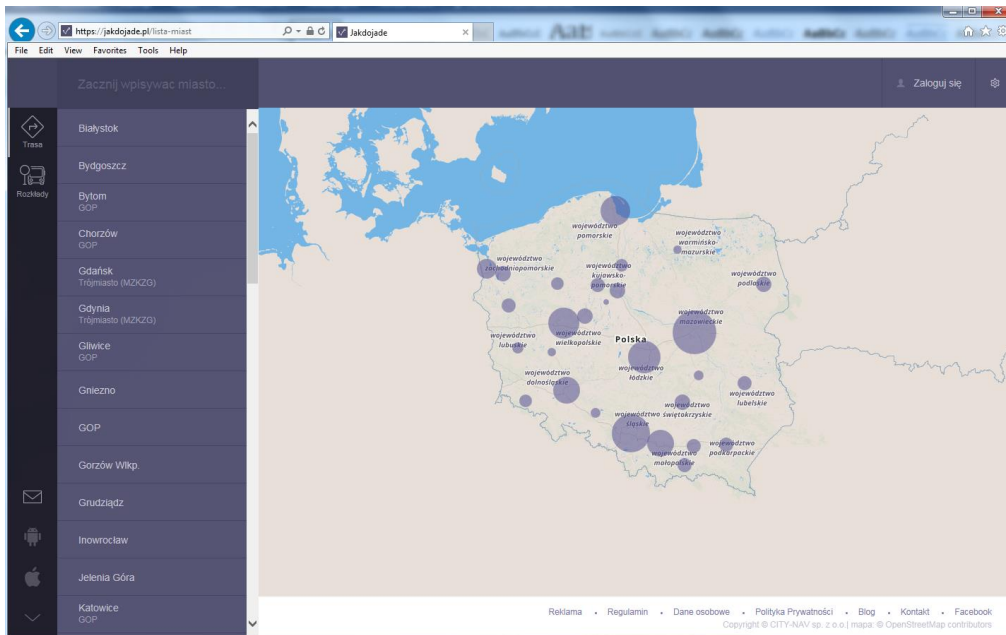 https://jakdojade.pl/lista-miast
Jakdojade
File Edit View Favorites Tools Help
Zacznij wpisywac miasto...
Zaloguj się
Trasa
Rozkłady
Białystok
Bydgoszcz
Bytom
GOP
Chorzów
GOP
Gdańsk
Trójmiasto (MZKZG)
Gdynia
Trójmiasto (MZKZG)
Gliwice
GOP
Gniezno
GOP
Gorzów Wlkp.
Grudziądz
Inowrocław
Jelenia Góra
Katowice
GOP
województwo
pomorskie
województwo
warmińsko-
mazurskie
województwo
zachodniopomorskie
województwo
kujawsko-
pomorskie
województwo
podlaskie
województwo
mazowieckie
województwo
lubuskie
województwo
wielkopolskie
Polska
województwo
łódzkie
województwo
dolnośląskie
województwo
lubelskie
województwo
świętokrzyskie
województwo
śląskie
województwo
małopolskie
województwo
podkarpackie
Reklama • Regulamin • Dane osobowe • Polityka Prywatności • Blog • Kontakt • Facebook
Copyright © CITY-NAV sp. z o.o.| mapa: © OpenStreetMap contributors